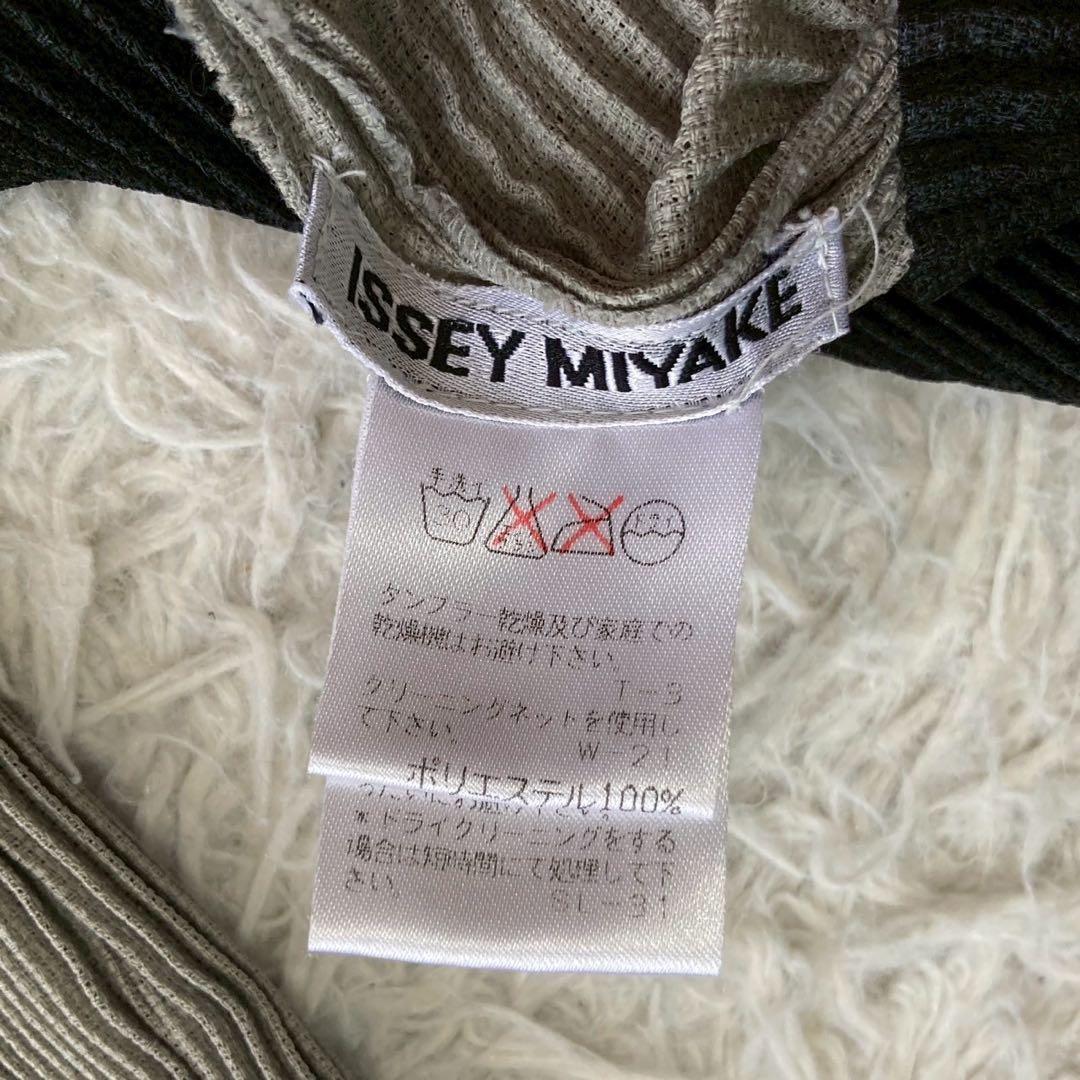 ISSEY MIYAKE
手洗イ
30
タンブラー乾燥及び家庭での
乾燥機はお避け下さい。
T-3
クリーニングネットを使用し
て下さい。
W-21
ポリエステル100%
*ドライクリーニングをする
場合は短時間にて処理して下
さい。
SL-31